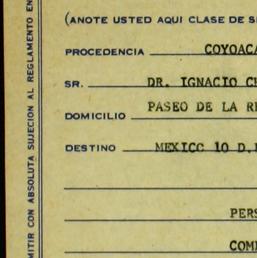 (ANOTE USTED AQUI CLASE DE
PROCEDENCIA COYOACA
SR. DR. IGNACIO
DOMICILIO PASEO DE LA
DESTINO MEXICO 10 D.
PERS
COM
MITIR CON ABSOLUTA SUJECION AL REGLAMENTO EN